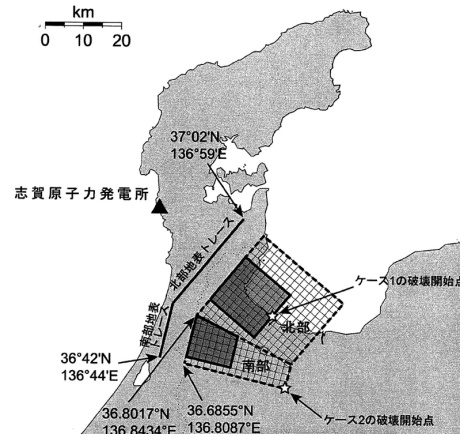 km
0 10 20
37°02'N
136°59'E
志賀原子力発電所
北部地表トレース
南部地表
トレース
ケース1の破壊開始点
北部
南部
36°42'N
136°44'E
36.8017°N
136.8434°E
36.6855°N
136.8087°E
ケース2の破壊開始点